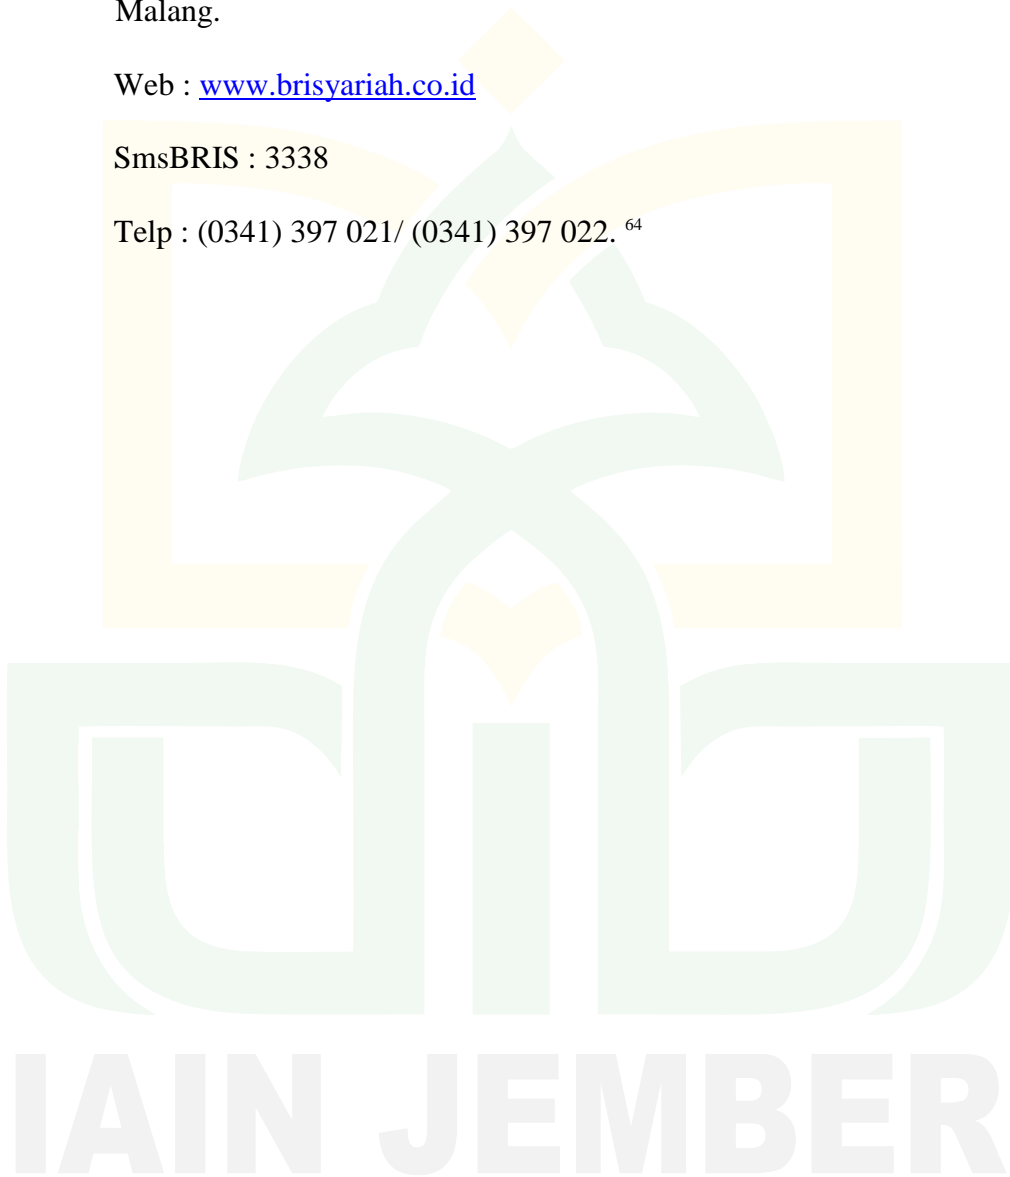 Malang.
Web : www.brisyariah.co.id
SmsBRIS : 3338
Telp : (0341) 397 021/ (0341) 397 022. 64
IAIN JEMBER